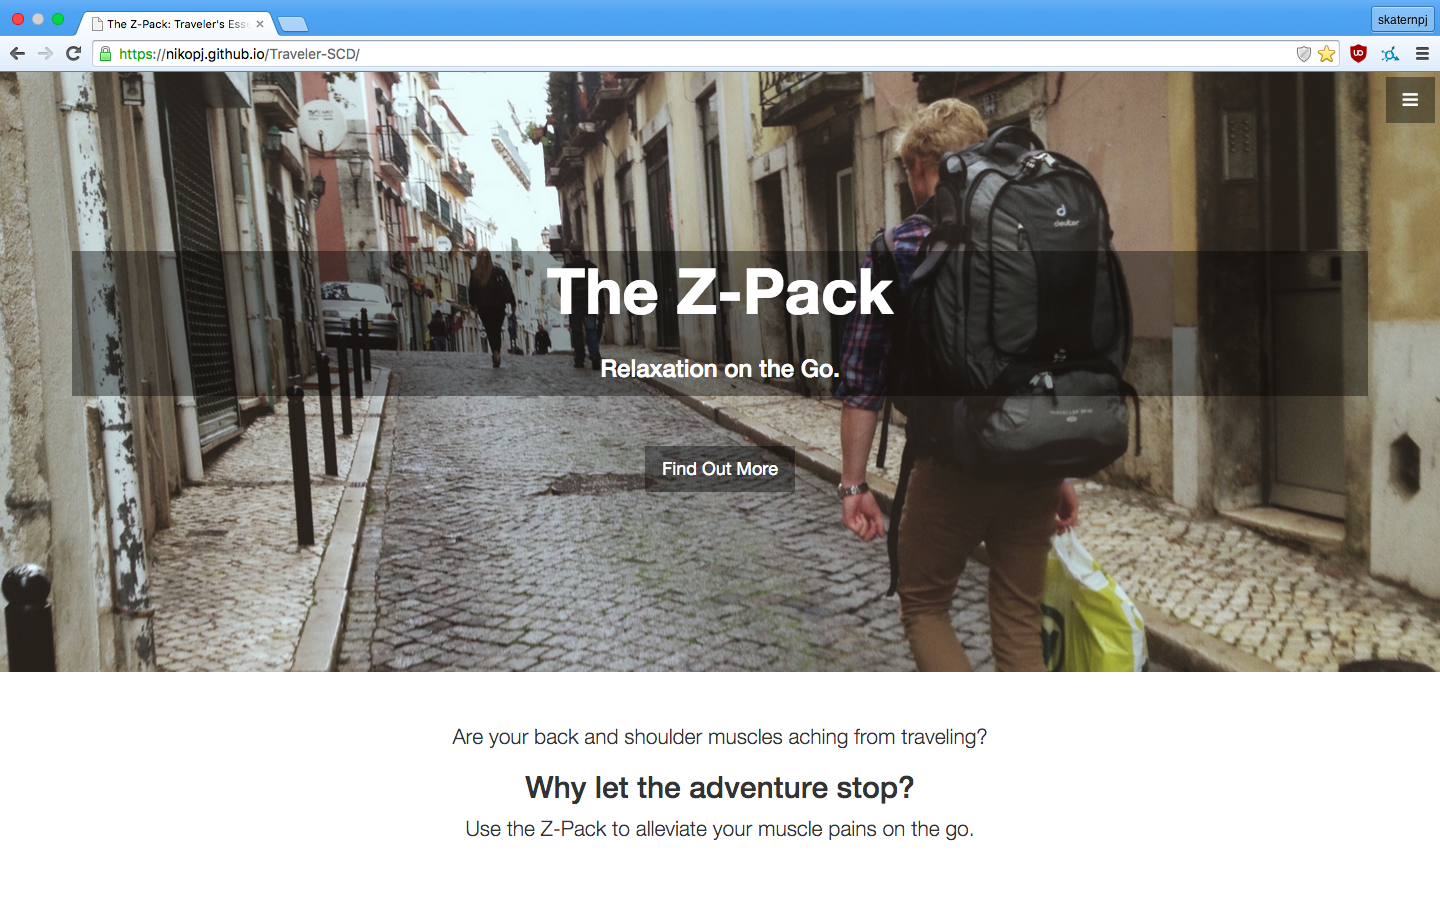 The Z-Pack: Traveler's Esse
skaternpj
https://nikopj.github.io/Traveler-SCD/
deuter
The Z-Pack
Relaxation on the Go.
Find Out More
Are your back and shoulder muscles aching from traveling?
Why let the adventure stop?
Use the Z-Pack to alleviate your muscle pains on the go.